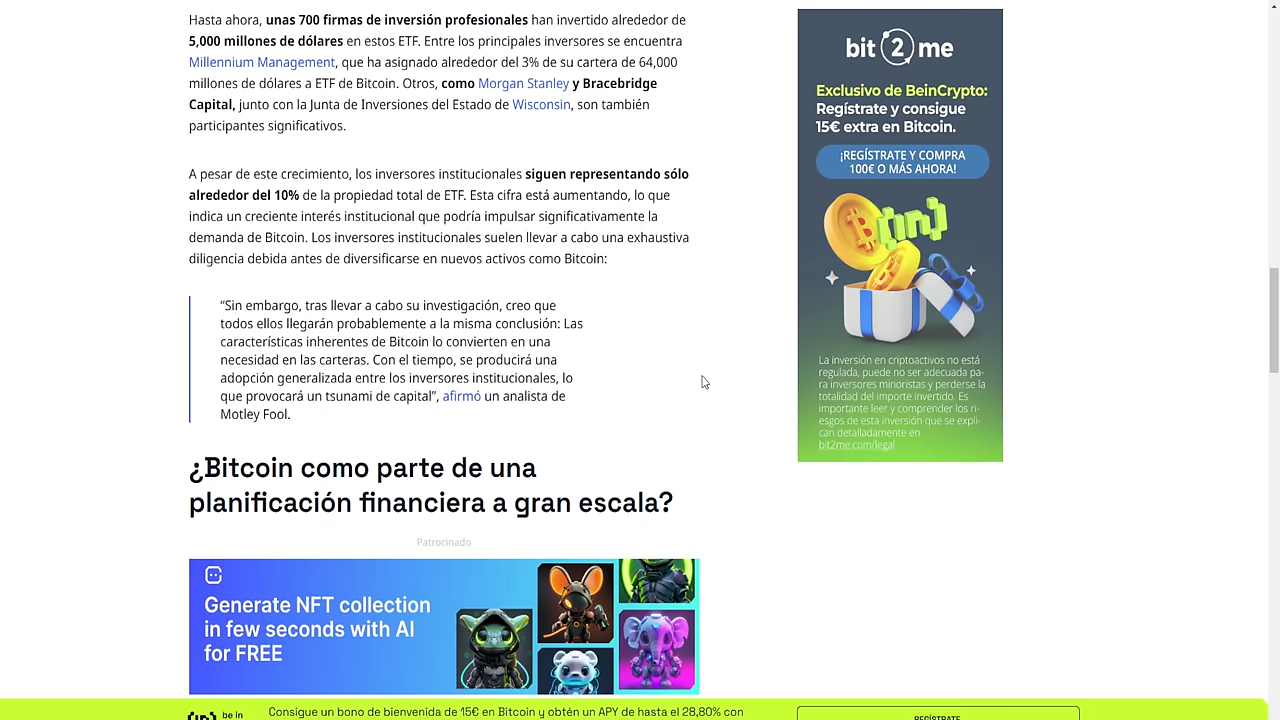 Hasta ahora, unas 700 firmas de inversión profesionales han invertido alrededor de
5,000 millones de dólares en estos ETF. Entre los principales inversores se encuentra
Millennium Management, que ha asignado alrededor del 3% de su cartera de 64,000
millones de dólares a ETF de Bitcoin. Otros, como Morgan Stanley y Bracebridge
Capital, junto con la Junta de Inversiones del Estado de Wisconsin, son también
participantes significativos.
A pesar de este crecimiento, los inversores institucionales siguen representando sólo
alrededor del 10% de la propiedad total de ETF. Esta cifra está aumentando, lo que
indica un creciente interés institucional que podría impulsar significativamente la
demanda de Bitcoin. Los inversores institucionales suelen llevar a cabo una exhaustiva
diligencia debida antes de diversificarse en nuevos activos como Bitcoin:
“Sin embargo, tras llevar a cabo su investigación, creo que
todos ellos llegarán probablemente a la misma conclusión: Las
características inherentes de Bitcoin lo convierten en una
necesidad en las carteras. Con el tiempo, se producirá una
adopción generalizada entre los inversores institucionales, lo
que provocará un tsunami de capital”, afirmó un analista de
Motley Fool.
¿Bitcoin como parte de una
planificación financiera a gran escala?
Patrocinado
Generate NFT collection
in few seconds with AI
for FREE
bit2me
Exclusivo de BeinCrypto:
Regístrate y consigue
15€ extra en Bitcoin.
¡REGÍSTRATE Y COMPRA
100€ O MÁS AHORA!
[in]
La inversión en criptoactivos no está
regulada, puede no ser adecuada pa-
ra inversores minoristas y perderse la
totalidad del importe invertido. Es
importante leer y comprender los ri-
esgos de esta inversión que se expli-
can detalladamente en
bit2me.com/legal
[in] be in
Consigue un bono de bienvenida de 15€ en Bitcoin y obtén un APY de hasta el 28,80% con
REGÍSTRATE